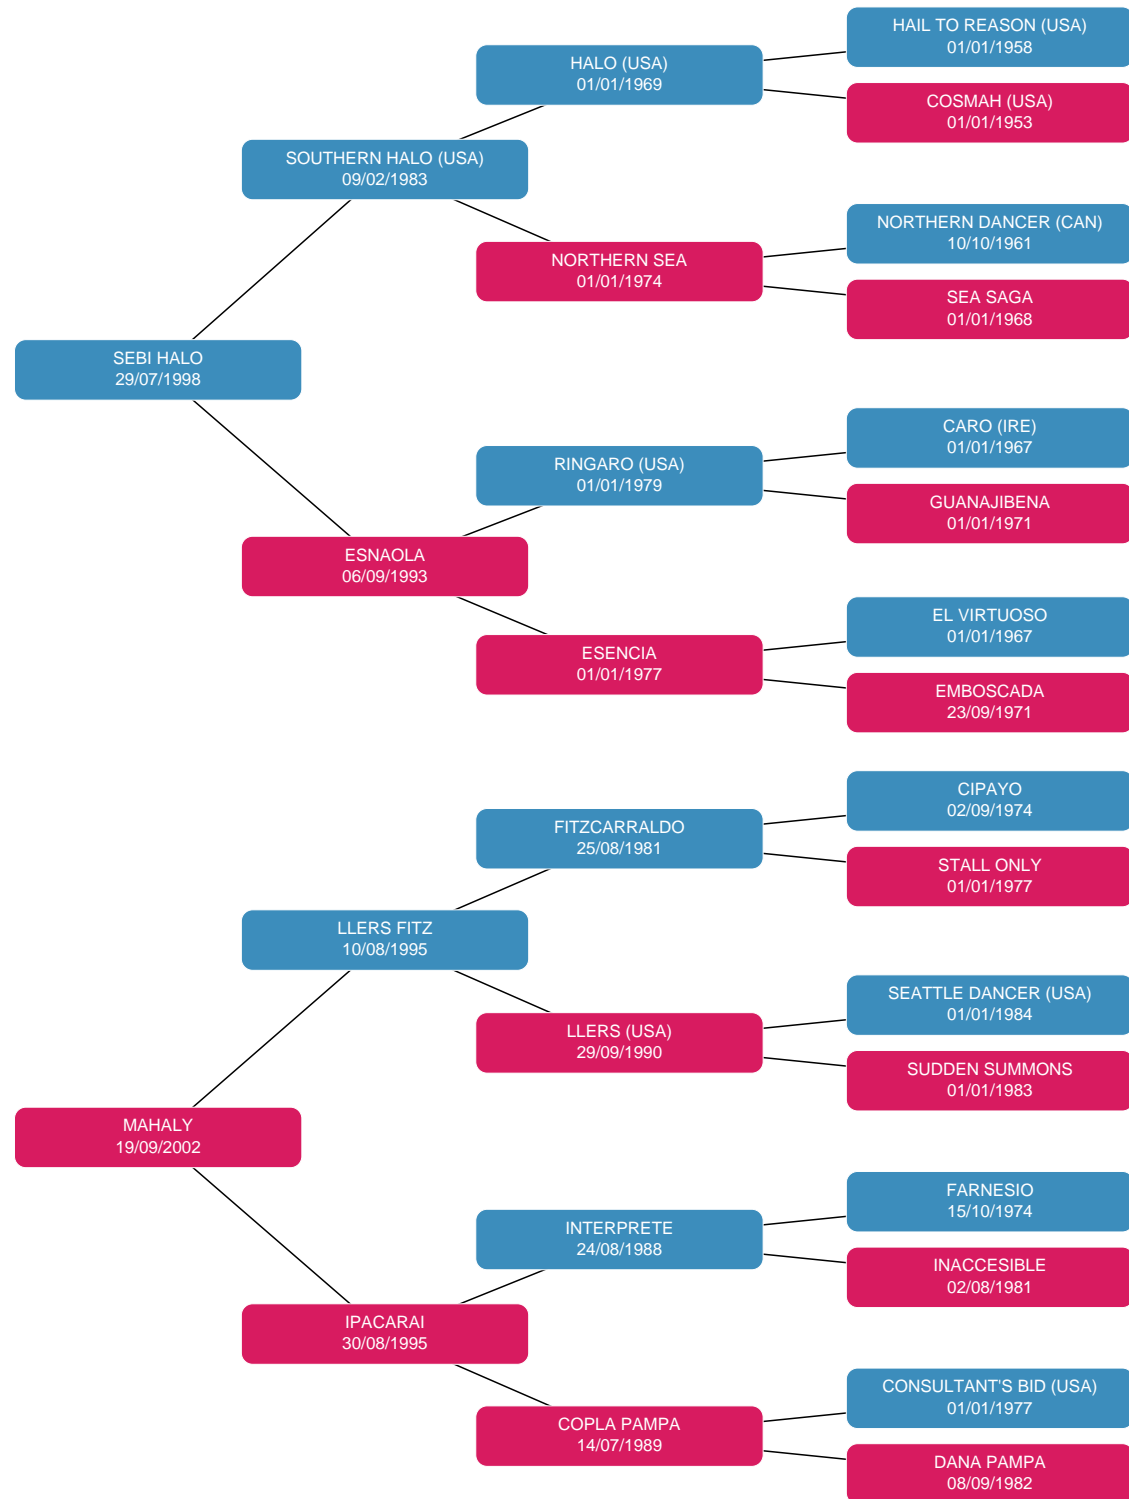 HAIL TO REASON (USA)
01/01/1958
HALO (USA)
01/01/1969
COSMAH (USA)
01/01/1953
SOUTHERN HALO (USA)
09/02/1983
NORTHERN DANCER (CAN)
10/10/1961
NORTHERN SEA
01/01/1974
SEA SAGA
01/01/1968
SEBI HALO
29/07/1998
CARO (IRE)
01/01/1967
RINGARO (USA)
01/01/1979
GUANAJIBENA
01/01/1971
ESNAOLA
06/09/1993
EL VIRTUOSO
01/01/1967
ESENCIA
01/01/1977
EMBOSCADA
23/09/1971
CIPAYO
02/09/1974
FITZCARRALDO
25/08/1981
STALL ONLY
01/01/1977
LLERS FITZ
10/08/1995
SEATTLE DANCER (USA)
01/01/1984
LLERS (USA)
29/09/1990
SUDDEN SUMMONS
01/01/1983
MAHALY
19/09/2002
FARNESIO
15/10/1974
INTERPRETE
24/08/1988
INACCESIBLE
02/08/1981
IPACARAI
30/08/1995
CONSULTANT'S BID (USA)
01/01/1977
COPLA PAMPA
14/07/1989
DANA PAMPA
08/09/1982